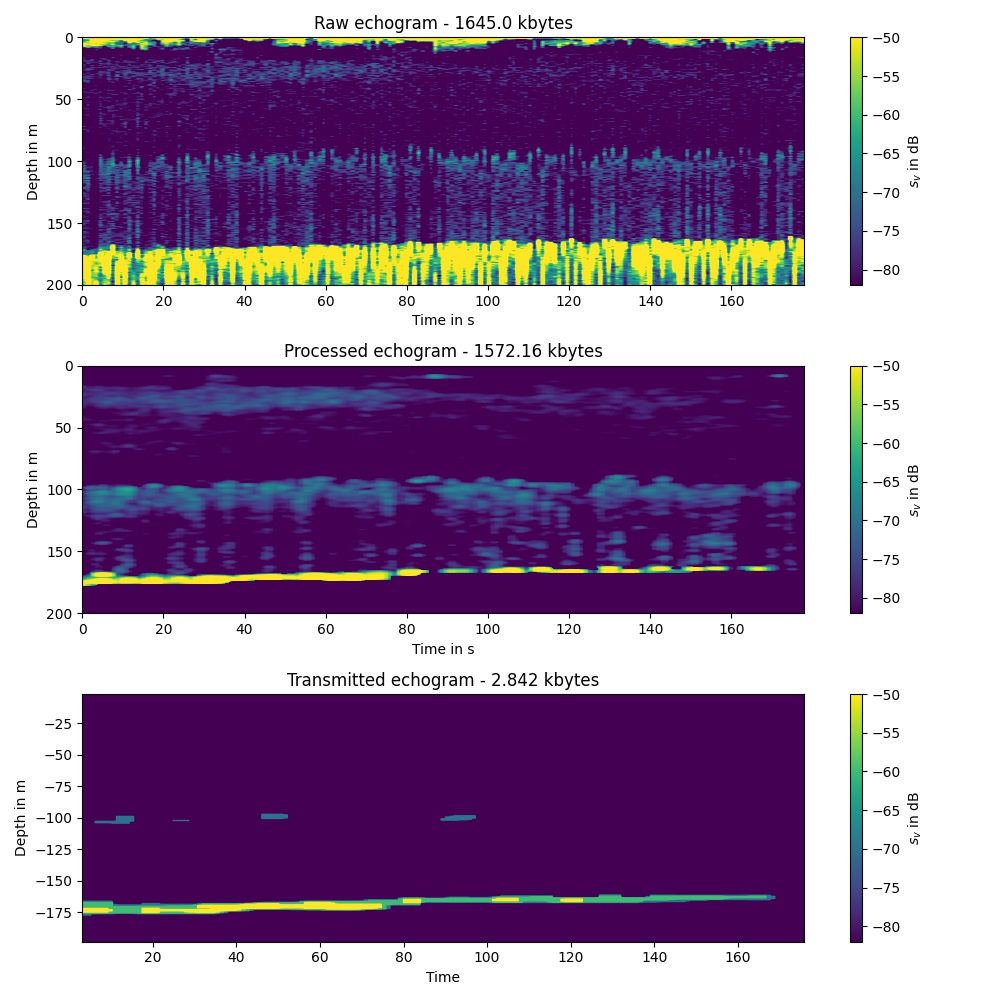 Raw echogram - 1645.0 kbytes
0
50
100
150
200
Depth in m
0 20 40 60 80 100 120 140 160
Time in s
−50
−55
−60
−65
−70
−75
−80
sv in dB
Processed echogram - 1572.16 kbytes
0
50
100
150
200
Depth in m
0 20 40 60 80 100 120 140 160
Time in s
−50
−55
−60
−65
−70
−75
−80
sv in dB
Transmitted echogram - 2.842 kbytes
−25
−50
−75
−100
−125
−150
−175
Depth in m
20 40 60 80 100 120 140 160
Time
−50
−55
−60
−65
−70
−75
−80
sv in dB